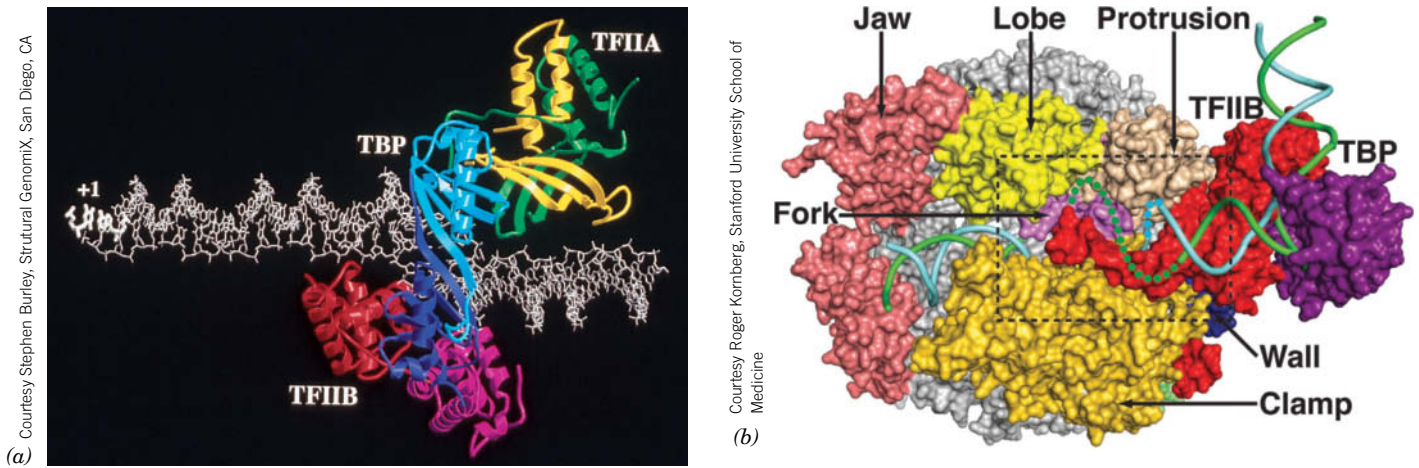 Courtesy Stephen Burley, Strutural GenomiX, San Diego, CA
(a)
TFIIA
TBP
+1
TFIIB
Courtesy Roger Kornberg, Stanford University School of
Medicine
(b)
Jaw
Lobe
Protrusion
TFIIB
TBP
Fork
Wall
Clamp